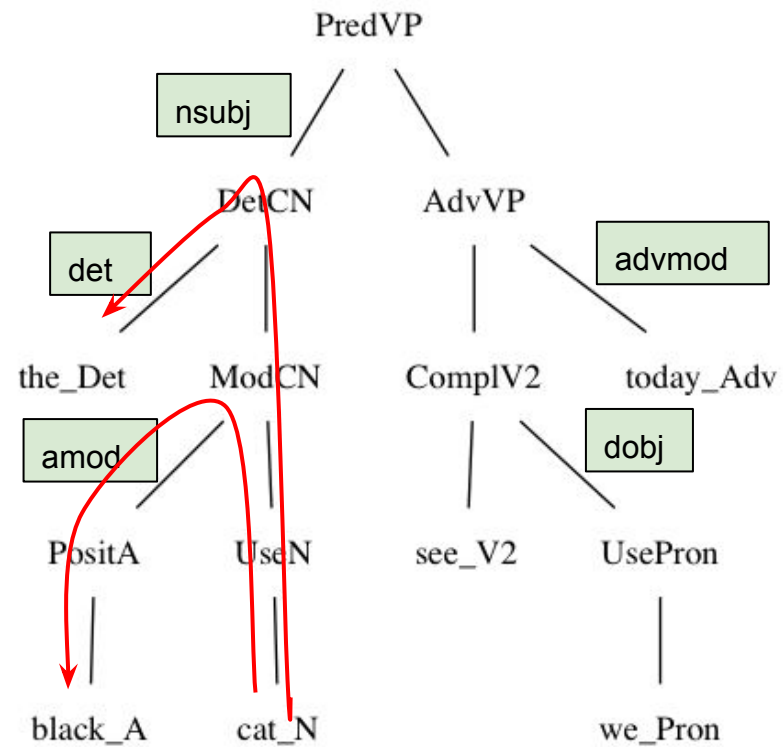 PredVP
nsubj
DetCN AdvVP
det advmod
the_Det ModCN ComplV2 today_Adv
amod dobj
PositA UseN see_V2 UsePron
black_A cat_N we_Pron